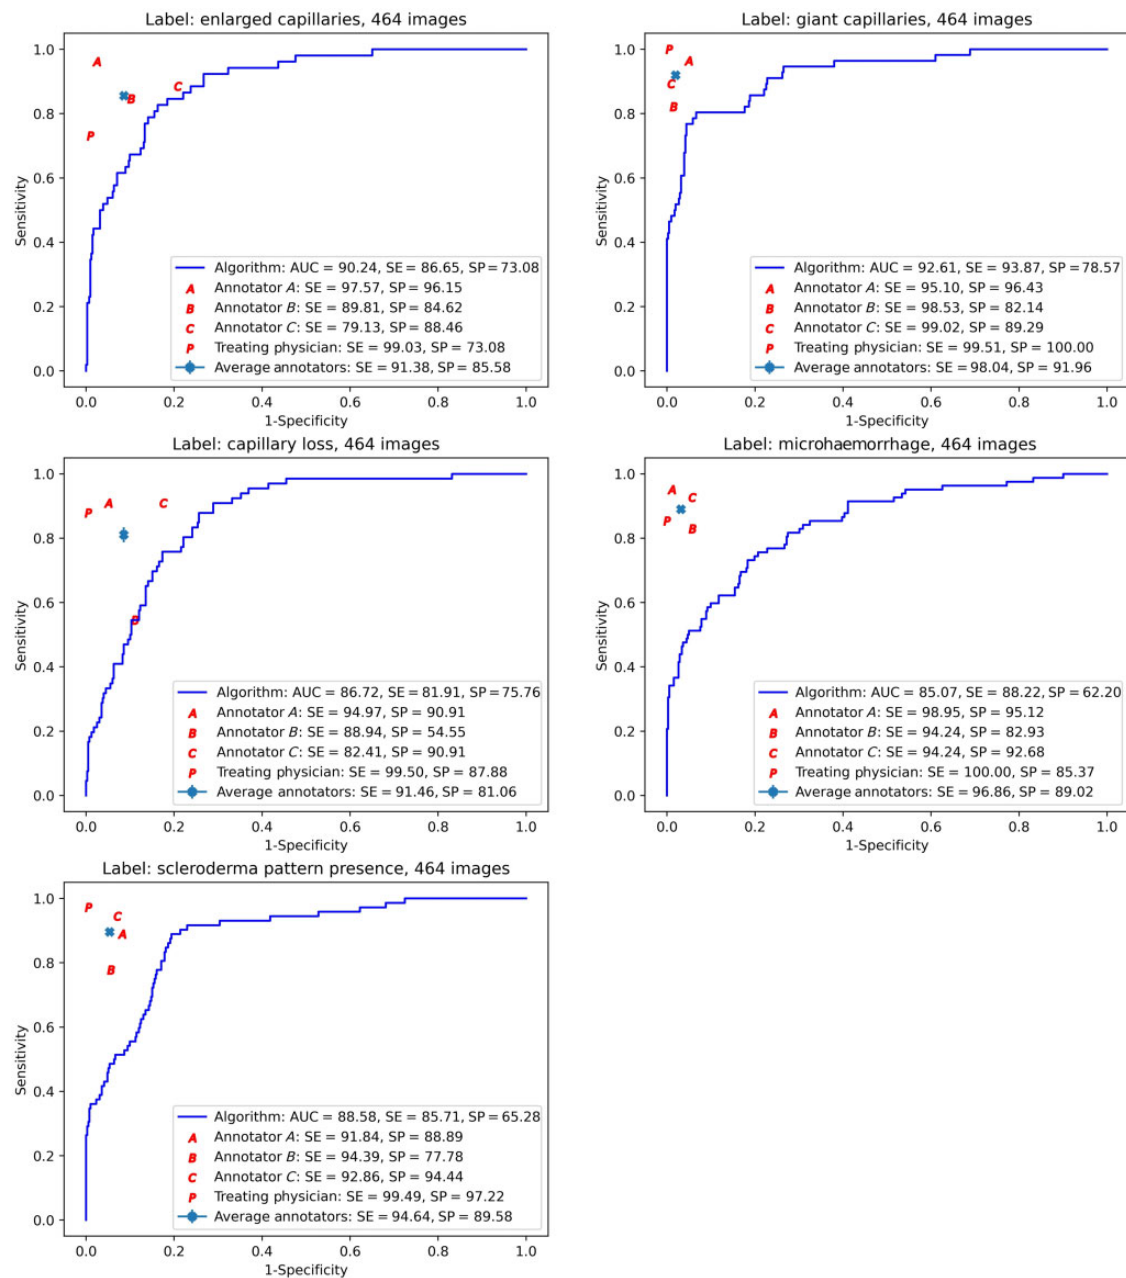 Label: enlarged capillaries, 464 images
1.0
0.8
0.6
0.4
0.2
0.0
Sensitivity
A
B
C
P
Algorithm: AUC = 90.24, SE = 86.65, SP = 73.08
A Annotator A: SE = 97.57, SP = 96.15
B Annotator B: SE = 89.81, SP = 84.62
C Annotator C: SE = 79.13, SP = 88.46
P Treating physician: SE = 99.03, SP = 73.08
Average annotators: SE = 91.38, SP = 85.58
0.0 0.2 0.4 0.6 0.8 1.0
1-Specificity
Label: giant capillaries, 464 images
1.0
0.8
0.6
0.4
0.2
0.0
Sensitivity
P
A
C
B
Algorithm: AUC = 92.61, SE = 93.87, SP = 78.57
A Annotator A: SE = 95.10, SP = 96.43
B Annotator B: SE = 98.53, SP = 82.14
C Annotator C: SE = 99.02, SP = 89.29
P Treating physician: SE = 99.51, SP = 100.00
Average annotators: SE = 98.04, SP = 91.96
0.0 0.2 0.4 0.6 0.8 1.0
1-Specificity
Label: capillary loss, 464 images
1.0
0.8
0.6
0.4
0.2
0.0
Sensitivity
A
C
P
B
Algorithm: AUC = 86.72, SE = 81.91, SP = 75.76
A Annotator A: SE = 94.97, SP = 90.91
B Annotator B: SE = 88.94, SP = 54.55
C Annotator C: SE = 82.41, SP = 90.91
P Treating physician: SE = 99.50, SP = 87.88
Average annotators: SE = 91.46, SP = 81.06
0.0 0.2 0.4 0.6 0.8 1.0
1-Specificity
Label: microhaemorrhage, 464 images
1.0
0.8
0.6
0.4
0.2
0.0
Sensitivity
A
C
P
B
Algorithm: AUC = 85.07, SE = 88.22, SP = 62.20
A Annotator A: SE = 98.95, SP = 95.12
B Annotator B: SE = 94.24, SP = 82.93
C Annotator C: SE = 94.24, SP = 92.68
P Treating physician: SE = 100.00, SP = 85.37
Average annotators: SE = 96.86, SP = 89.02
0.0 0.2 0.4 0.6 0.8 1.0
1-Specificity
Label: scleroderma pattern presence, 464 images
1.0
0.8
0.6
0.4
0.2
0.0
Sensitivity
P
C
A
B
Algorithm: AUC = 88.58, SE = 85.71, SP = 65.28
A Annotator A: SE = 91.84, SP = 88.89
B Annotator B: SE = 94.39, SP = 77.78
C Annotator C: SE = 92.86, SP = 94.44
P Treating physician: SE = 99.49, SP = 97.22
Average annotators: SE = 94.64, SP = 89.58
0.0 0.2 0.4 0.6 0.8 1.0
1-Specificity